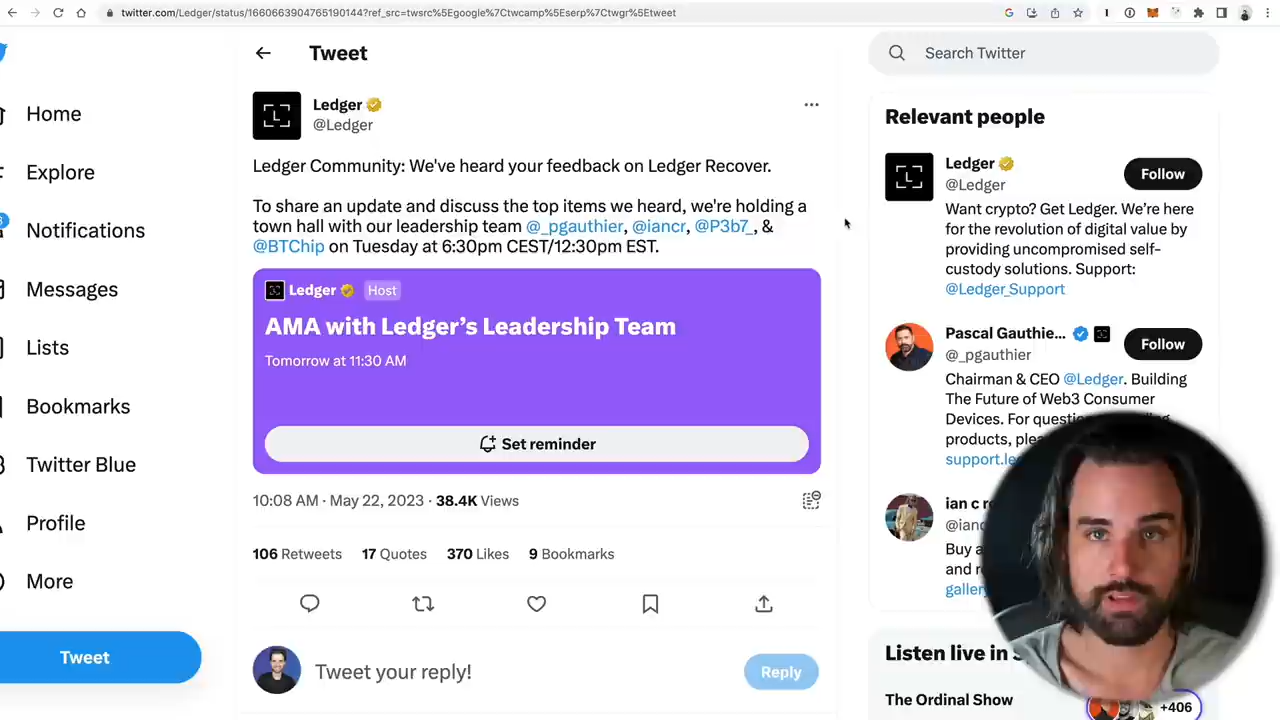 twitter.com/Ledger/status/1660663904765190144?ref_src=twsrc%5Egoogle%7Ctwcamp%5Eserp%7Ctwgr%5Etweet
Home
Explore
Notifications
Messages
Lists
Bookmarks
Twitter Blue
Profile
More
Tweet
Tweet
Ledger
@Ledger
Ledger Community: We've heard your feedback on Ledger Recover.
To share an update and discuss the top items we heard, we're holding a
town hall with our leadership team @_pgauthier, @iancr, @P3b7_, &
@BTChip on Tuesday at 6:30pm CEST/12:30pm EST.
Ledger Host
AMA with Ledger's Leadership Team
Tomorrow at 11:30 AM
Set reminder
10:08 AM · May 22, 2023 · 38.4K Views
106 Retweets 17 Quotes 370 Likes 9 Bookmarks
Tweet your reply!
Reply
Search Twitter
Relevant people
Ledger
@Ledger
Follow
Want crypto? Get Ledger. We're here
for the revolution of digital value by
providing uncompromised self-
custody solutions. Support:
@Ledger_Support
Pascal Gauthie...
@_pgauthier
Follow
Chairman & CEO @Ledger. Building
The Future of Web3 Consumer
Devices. For
products,
ian c
Buy
and
Listen live in
The Ordinal Show
+406